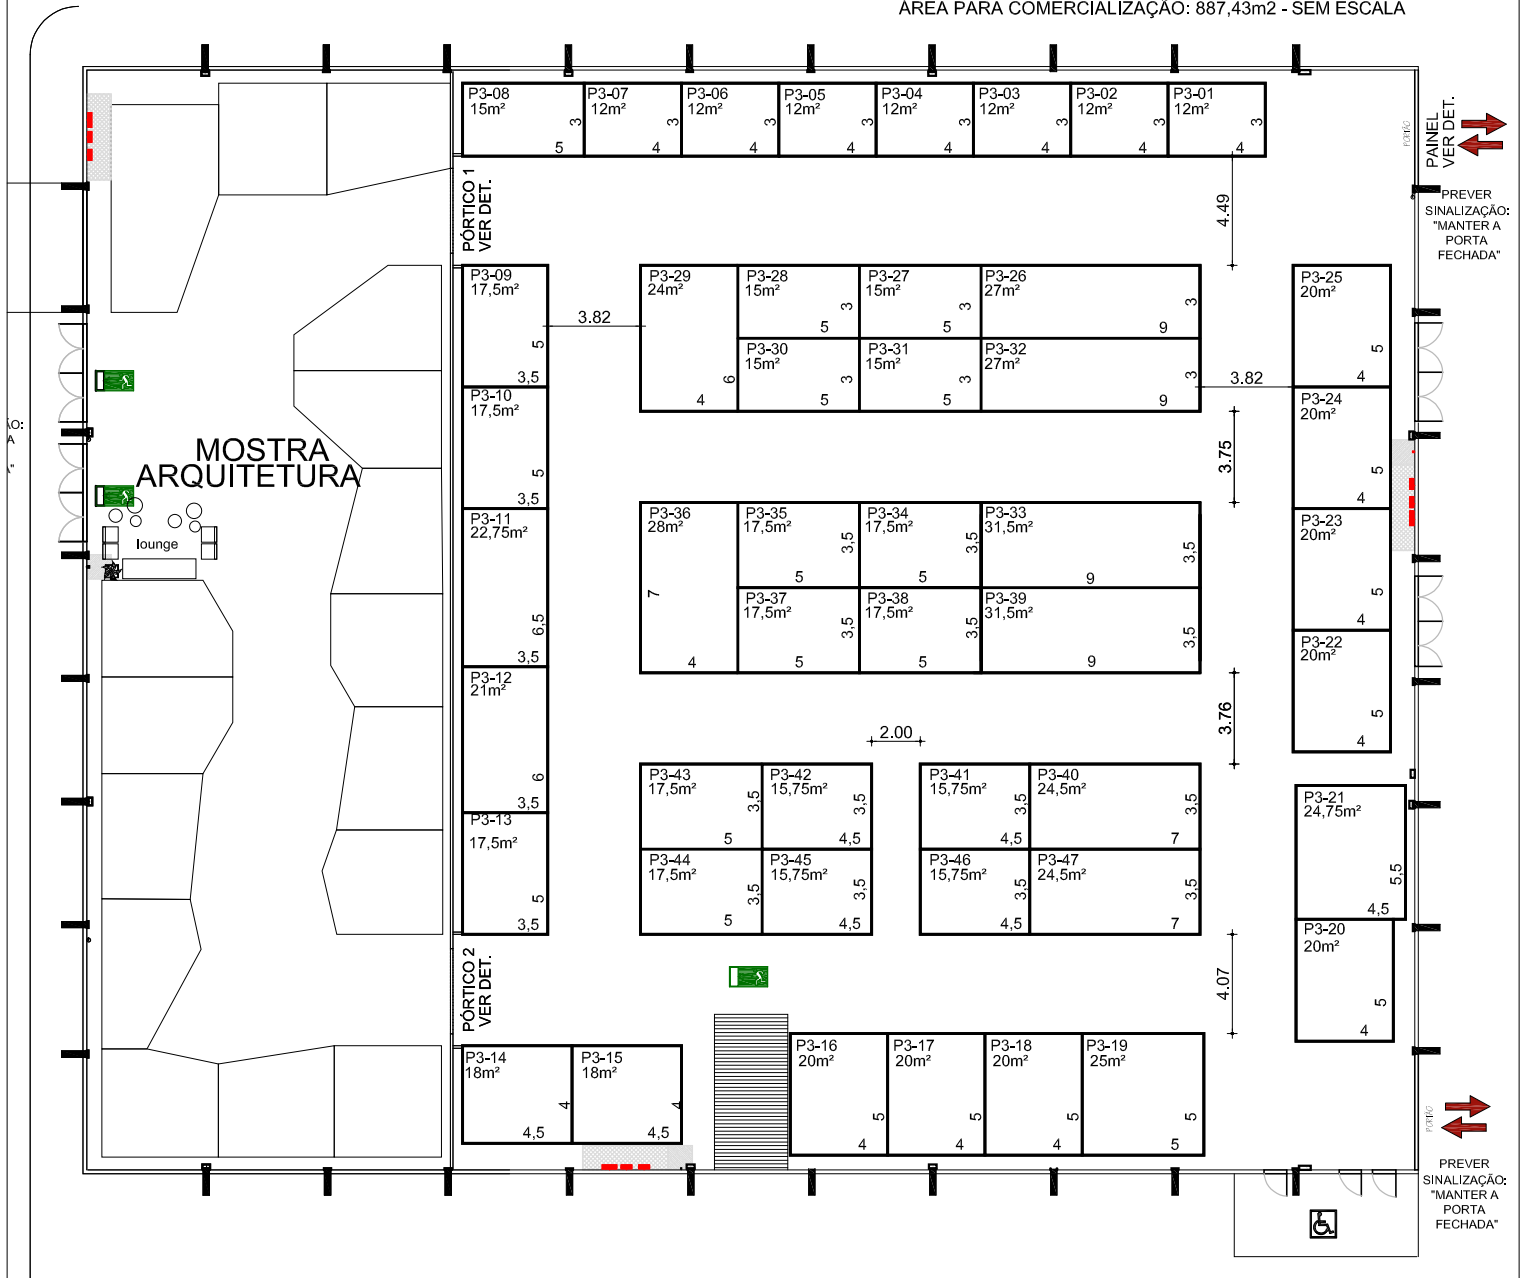 ÁREA PARA COMERCIALIZAÇÃO: 887,43m2 - SEM ESCALA
P3-08
15m²
3
5
P3-07
12m²
3
4
P3-06
12m²
3
4
P3-05
12m²
3
4
P3-04
12m²
3
4
P3-03
12m²
3
4
P3-02
12m²
3
4
P3-01
12m²
3
4
PORTÃO
PAINEL
VER DET.
PREVER
SINALIZAÇÃO:
"MANTER A
PORTA
FECHADA"
PÓRTICO 1
VER DET.
4.49
P3-09
17,5m²
5
3,5
3.82
P3-29
24m²
6
4
P3-28
15m²
3
5
P3-27
15m²
3
5
P3-26
27m²
3
9
P3-30
15m²
3
5
P3-31
15m²
3
5
P3-32
27m²
3
9
3.82
P3-25
20m²
5
4
P3-10
17,5m²
5
3,5
3.75
P3-24
20m²
5
4
MOSTRA
ARQUITETURA
lounge
P3-11
22,75m²
6,5
3,5
P3-36
28m²
7
4
P3-35
17,5m²
3,5
5
P3-34
17,5m²
3,5
5
P3-33
31,5m²
3,5
9
P3-37
17,5m²
3,5
5
P3-38
17,5m²
3,5
5
P3-39
31,5m²
3,5
9
P3-23
20m²
5
4
P3-22
20m²
5
4
P3-12
21m²
6
3,5
3.76
2.00
P3-43
17,5m²
3,5
5
P3-42
15,75m²
3,5
4,5
P3-41
15,75m²
3,5
4,5
P3-40
24,5m²
3,5
7
P3-21
24,75m²
5,5
4,5
P3-13
17,5m²
5
3,5
P3-44
17,5m²
3,5
5
P3-45
15,75m²
3,5
4,5
P3-46
15,75m²
3,5
4,5
P3-47
24,5m²
3,5
7
P3-20
20m²
5
4
PÓRTICO 2
VER DET.
4.07
P3-14
18m²
4
4,5
P3-15
18m²
4
4,5
P3-16
20m²
5
4
P3-17
20m²
5
4
P3-18
20m²
5
4
P3-19
25m²
5
5
PORTÃO
PREVER
SINALIZAÇÃO:
"MANTER A
PORTA
FECHADA"